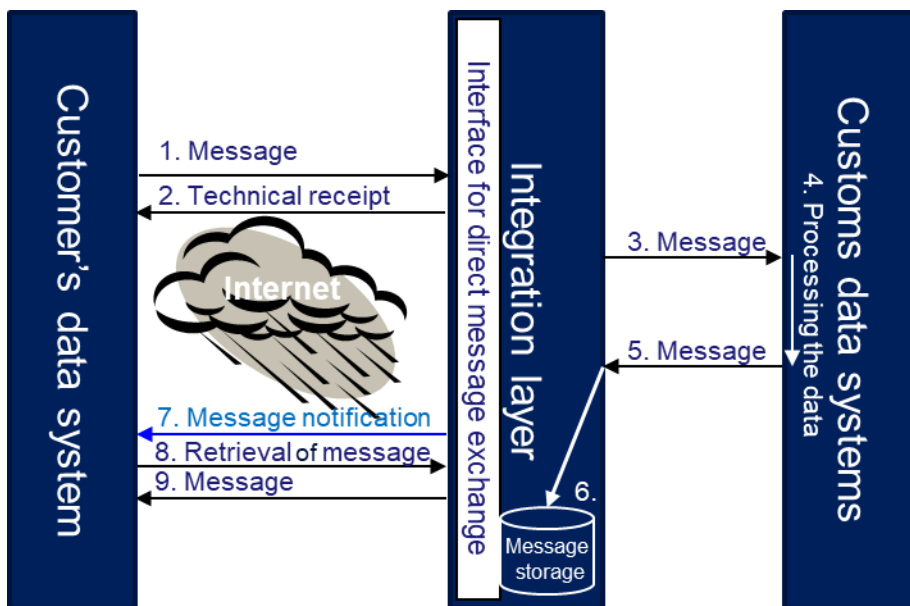 Customer's data system
1. Message
2. Technical receipt
Internet
7. Message notification
8. Retrieval of message
9. Message
Interface for direct message exchange
Integration layer
6.
Message
storage
3. Message
5. Message
4. Processing the data
Customs data systems